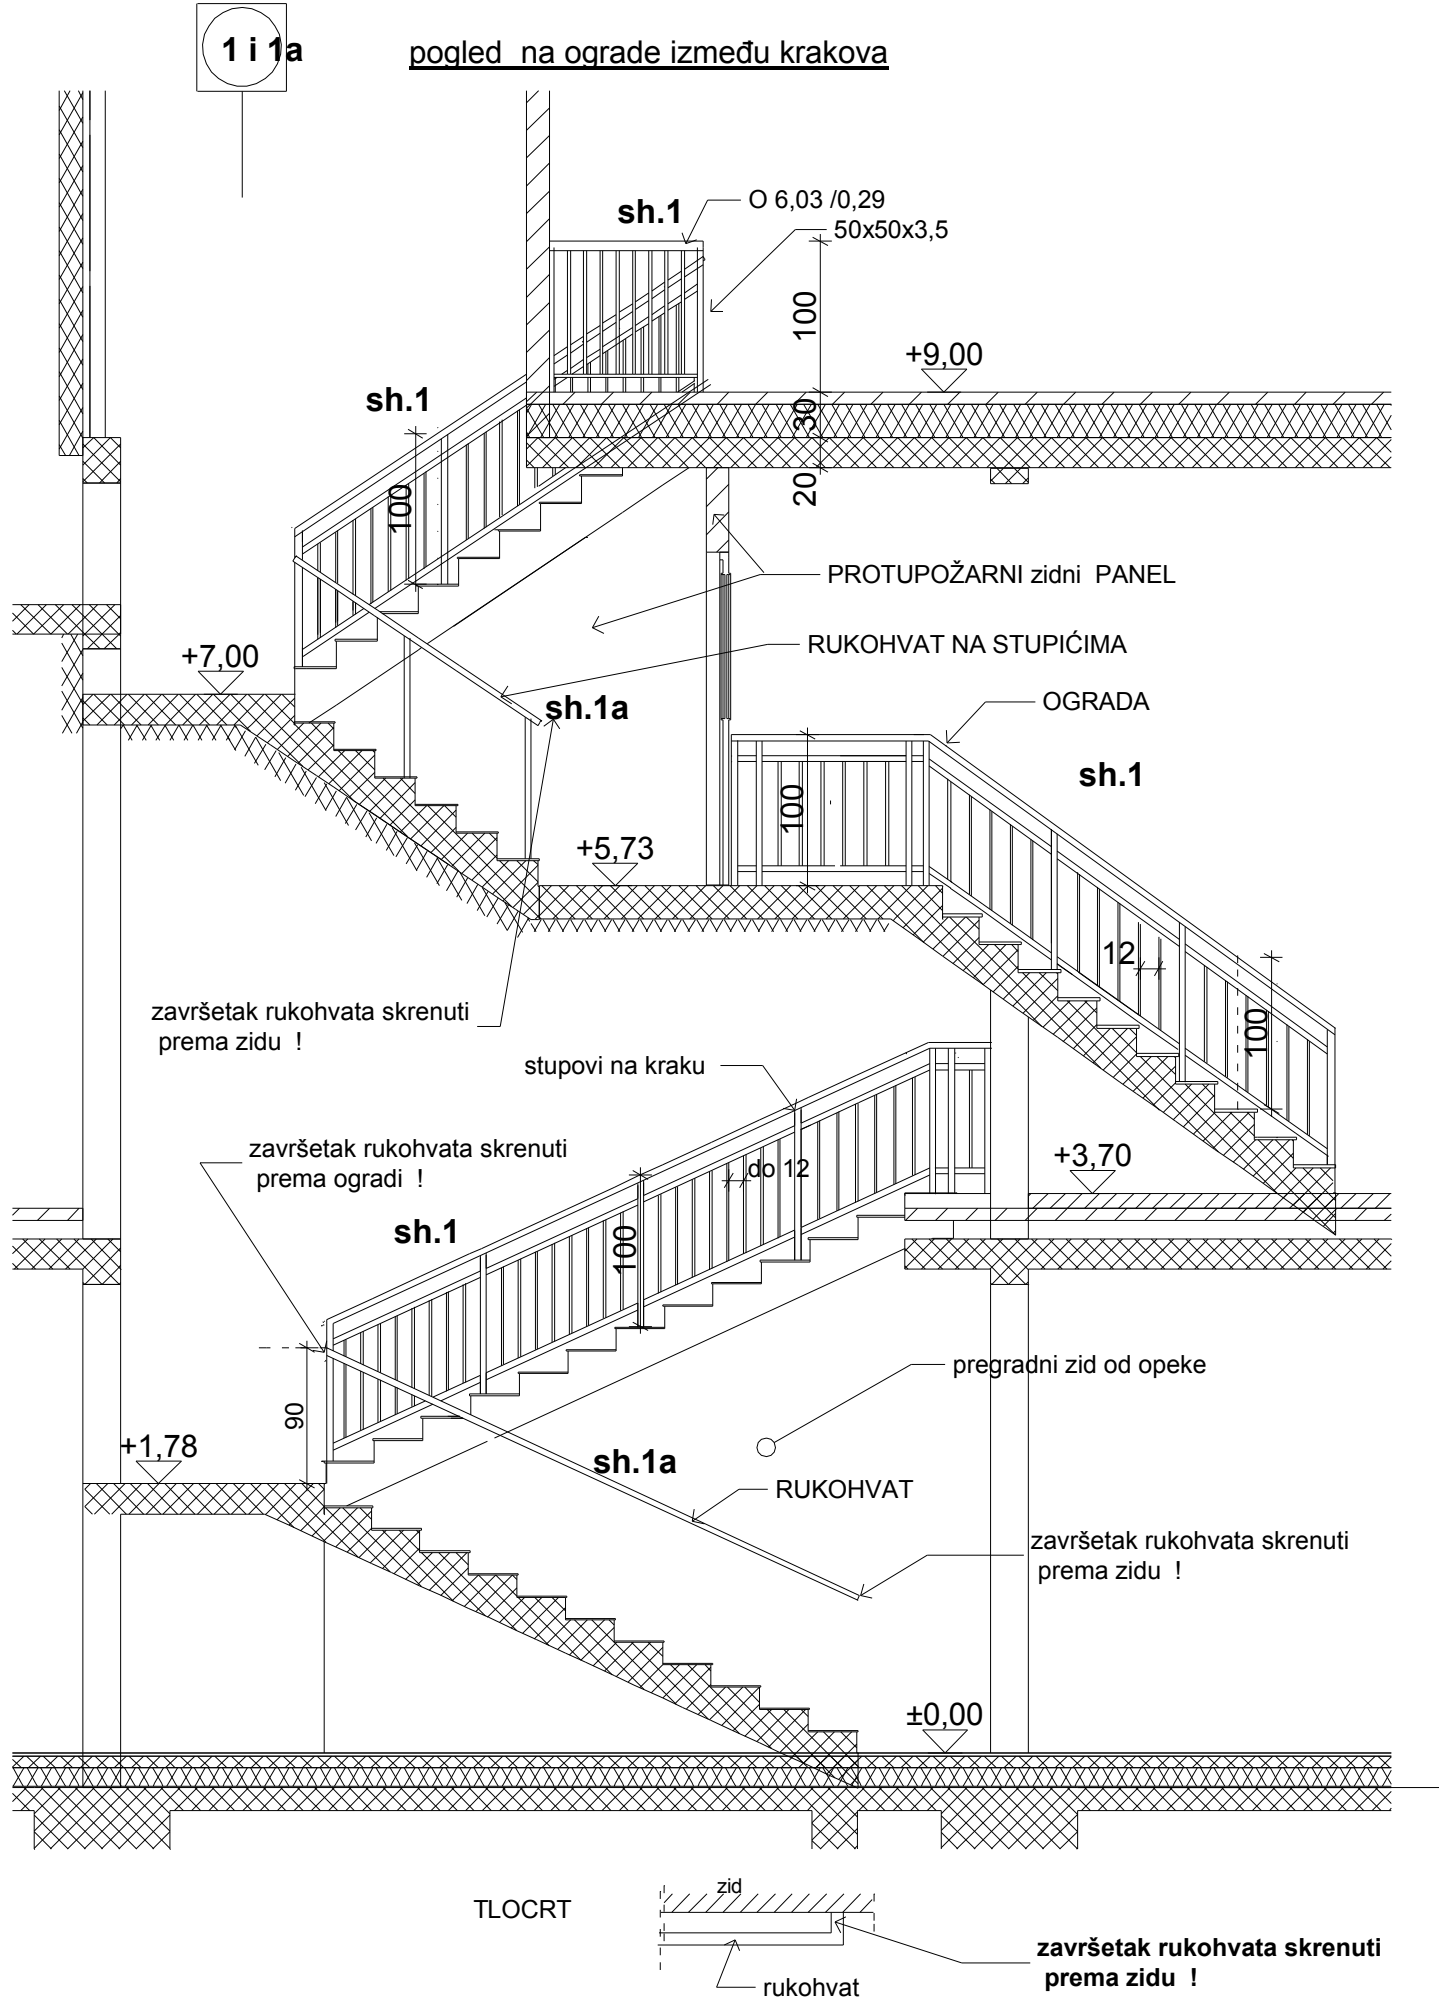 1 i 1a
pogled na ograde između krakova
sh.1
O 6,03 /0,29
50x50x3,5
100
+9,00
sh.1
30
100
20
PROTUPOŽARNI zidni PANEL
RUKOHVAT NA STUPIĆIMA
+7,00
sh.1a
OGRADA
sh.1
100
+5,73
12
završetak rukohvata skrenuti
prema zidu !
100
stupovi na kraku
završetak rukohvata skrenuti
prema ogradi !
+3,70
do 12
sh.1
100
pregradni zid od opeke
90
+1,78
sh.1a
RUKOHVAT
završetak rukohvata skrenuti
prema zidu !
±0,00
zid
TLOCRT
završetak rukohvata skrenuti
prema zidu !
rukohvat